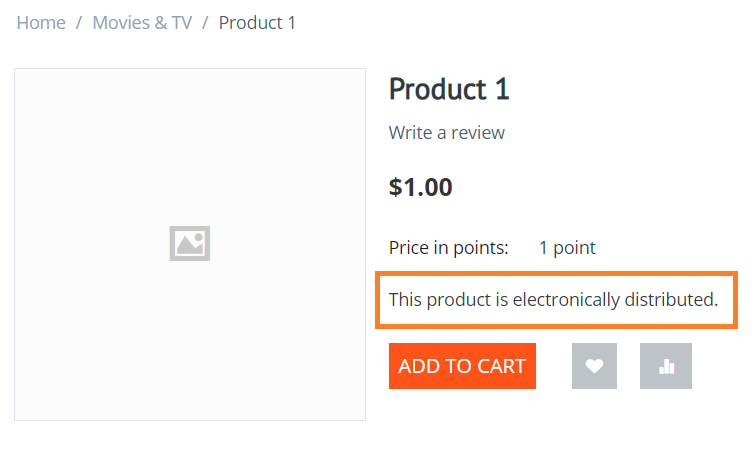 Home / Movies & TV / Product 1
Product 1
Write a review
$1.00
Price in points: 1 point
This product is electronically distributed.
ADD TO CART